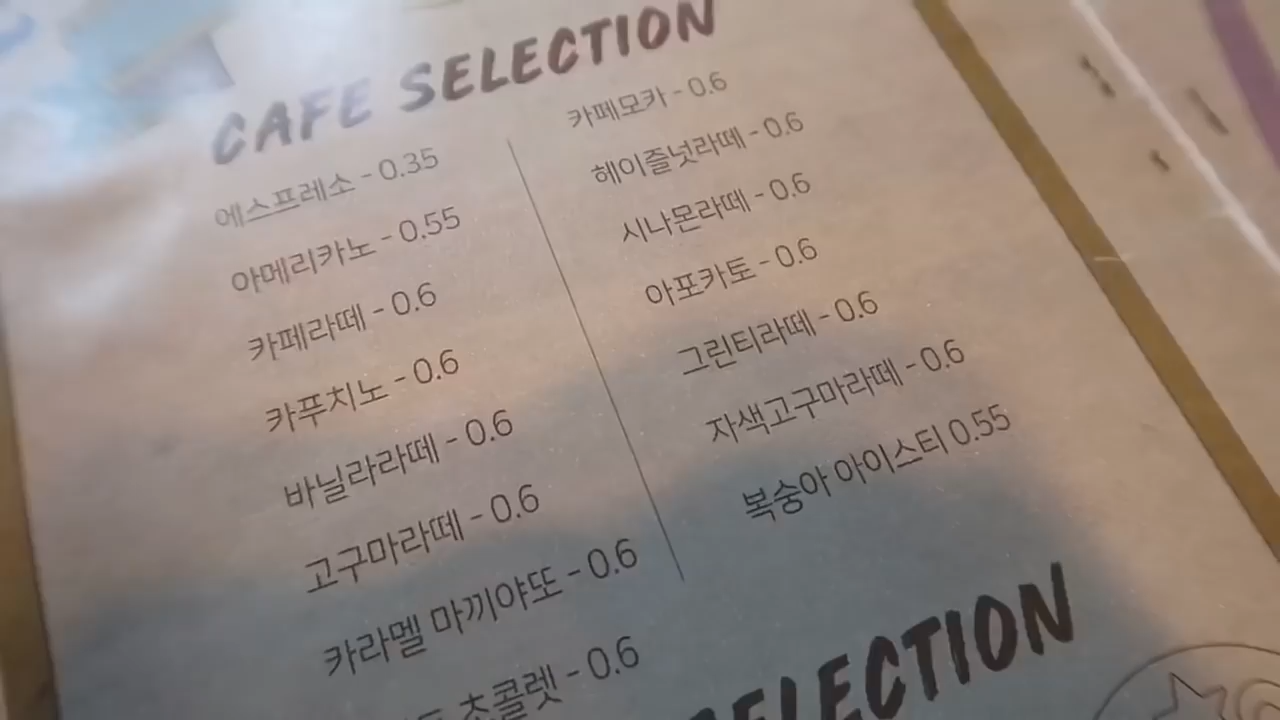 CAFE SELECTION
에스프레소 - 0.35
아메리카노 - 0.55
카페라떼 - 0.6
카푸치노 - 0.6
바닐라라떼 - 0.6
고구마라떼 - 0.6
카라멜 마끼야또 - 0.6
초콜렛 - 0.6
카페모카 - 0.6
헤이즐넛라떼 - 0.6
시나몬라떼 - 0.6
아포카토 - 0.6
그린티라떼 - 0.6
자색고구마라떼 - 0.6
복숭아 아이스티 0.55
SELECTION